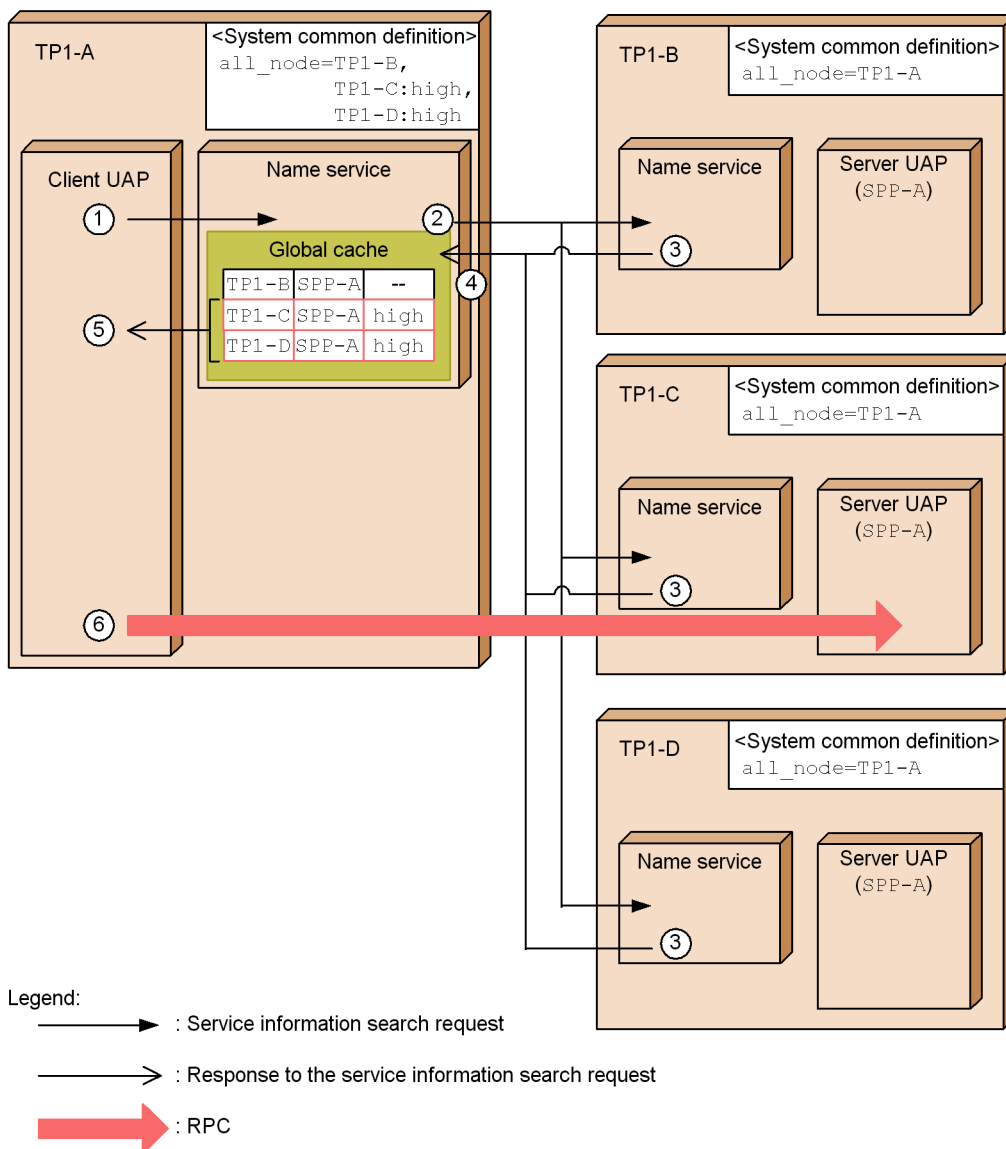 TP1-A
<System common definition>
all_node=TP1-B,
TP1-C:high,
TP1-D:high
Client UAP
Name service
1
2
Global cache
TP1-B SPP-A --
TP1-C SPP-A high
TP1-D SPP-A high
4
5
6
TP1-B
<System common definition>
all_node=TP1-A
Name service
3
Server UAP
(SPP-A)
TP1-C
<System common definition>
all_node=TP1-A
Name service
3
Server UAP
(SPP-A)
TP1-D
<System common definition>
all_node=TP1-A
Name service
3
Server UAP
(SPP-A)
Legend:
: Service information search request
: Response to the service information search request
: RPC